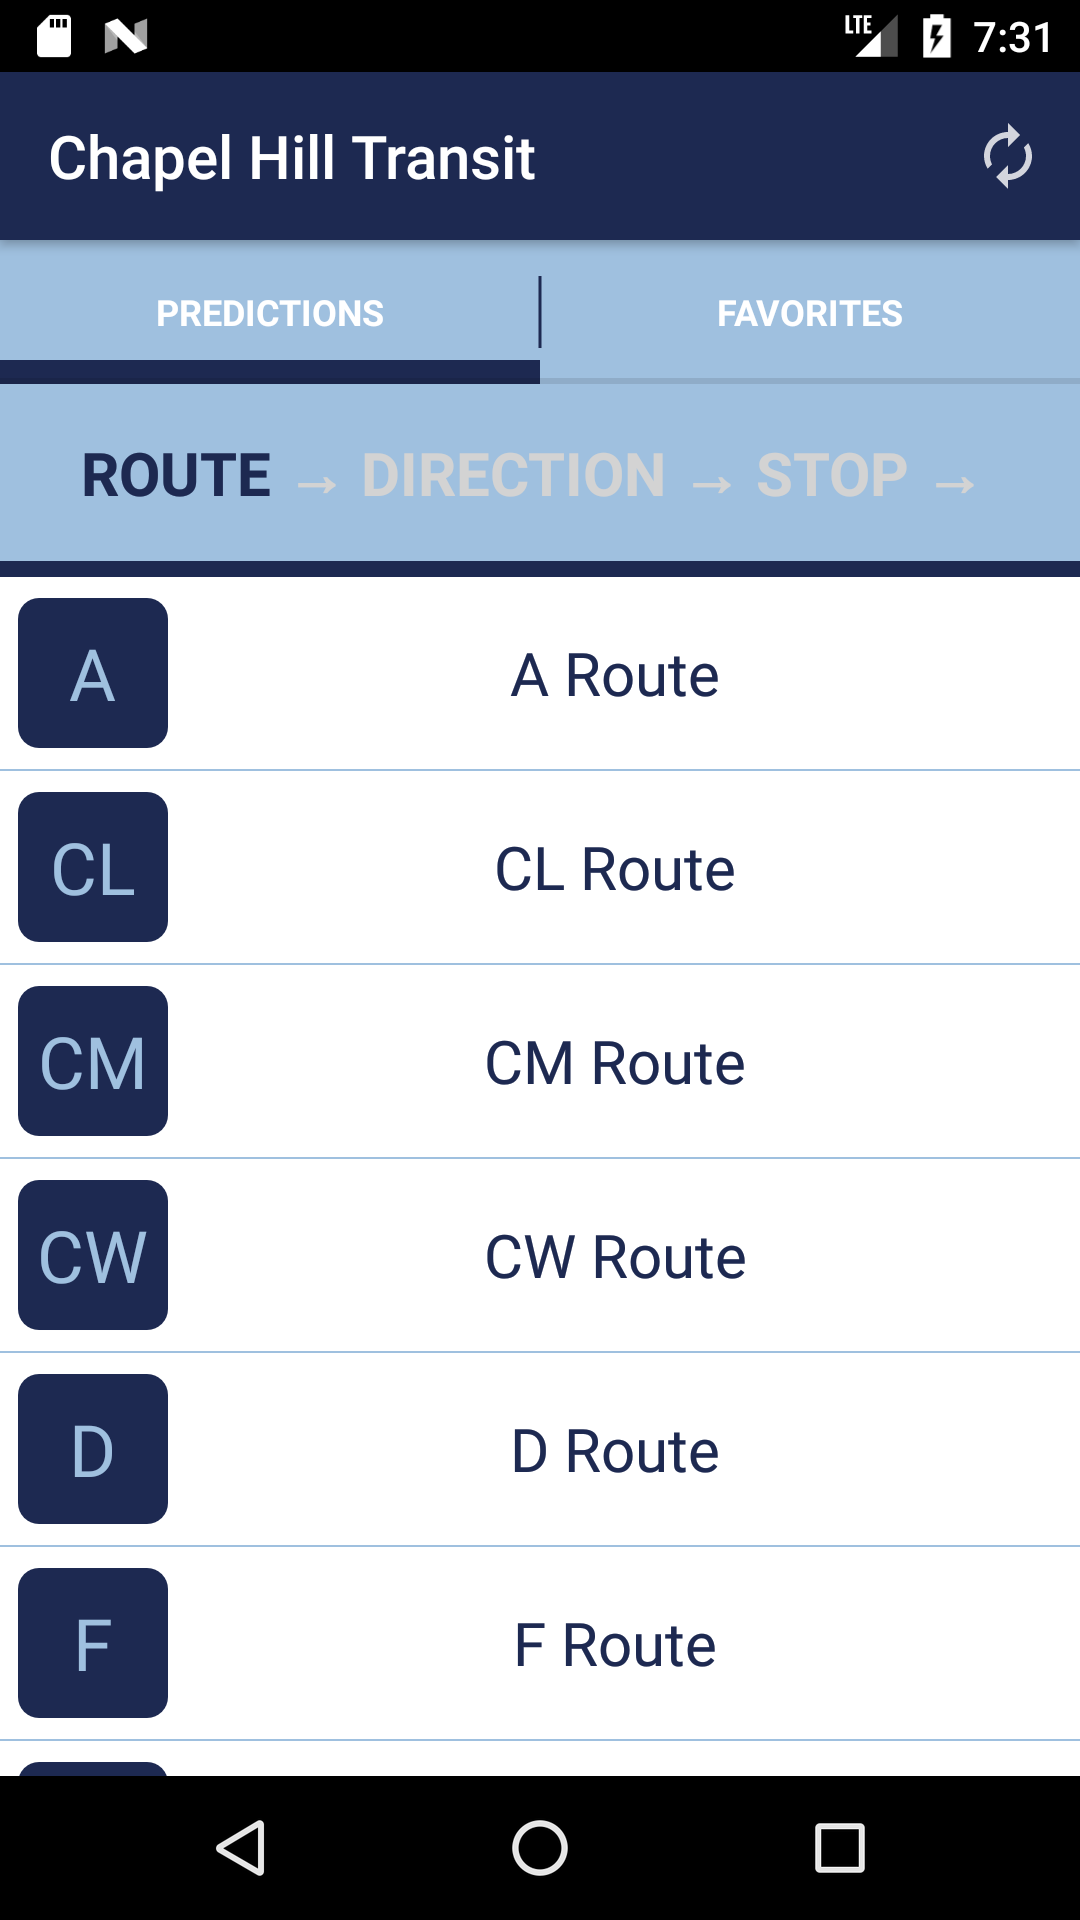 LTE 7:31
Chapel Hill Transit
PREDICTIONS FAVORITES
ROUTE → DIRECTION → STOP →
A A Route
CL CL Route
CM CM Route
CW CW Route
D D Route
F F Route